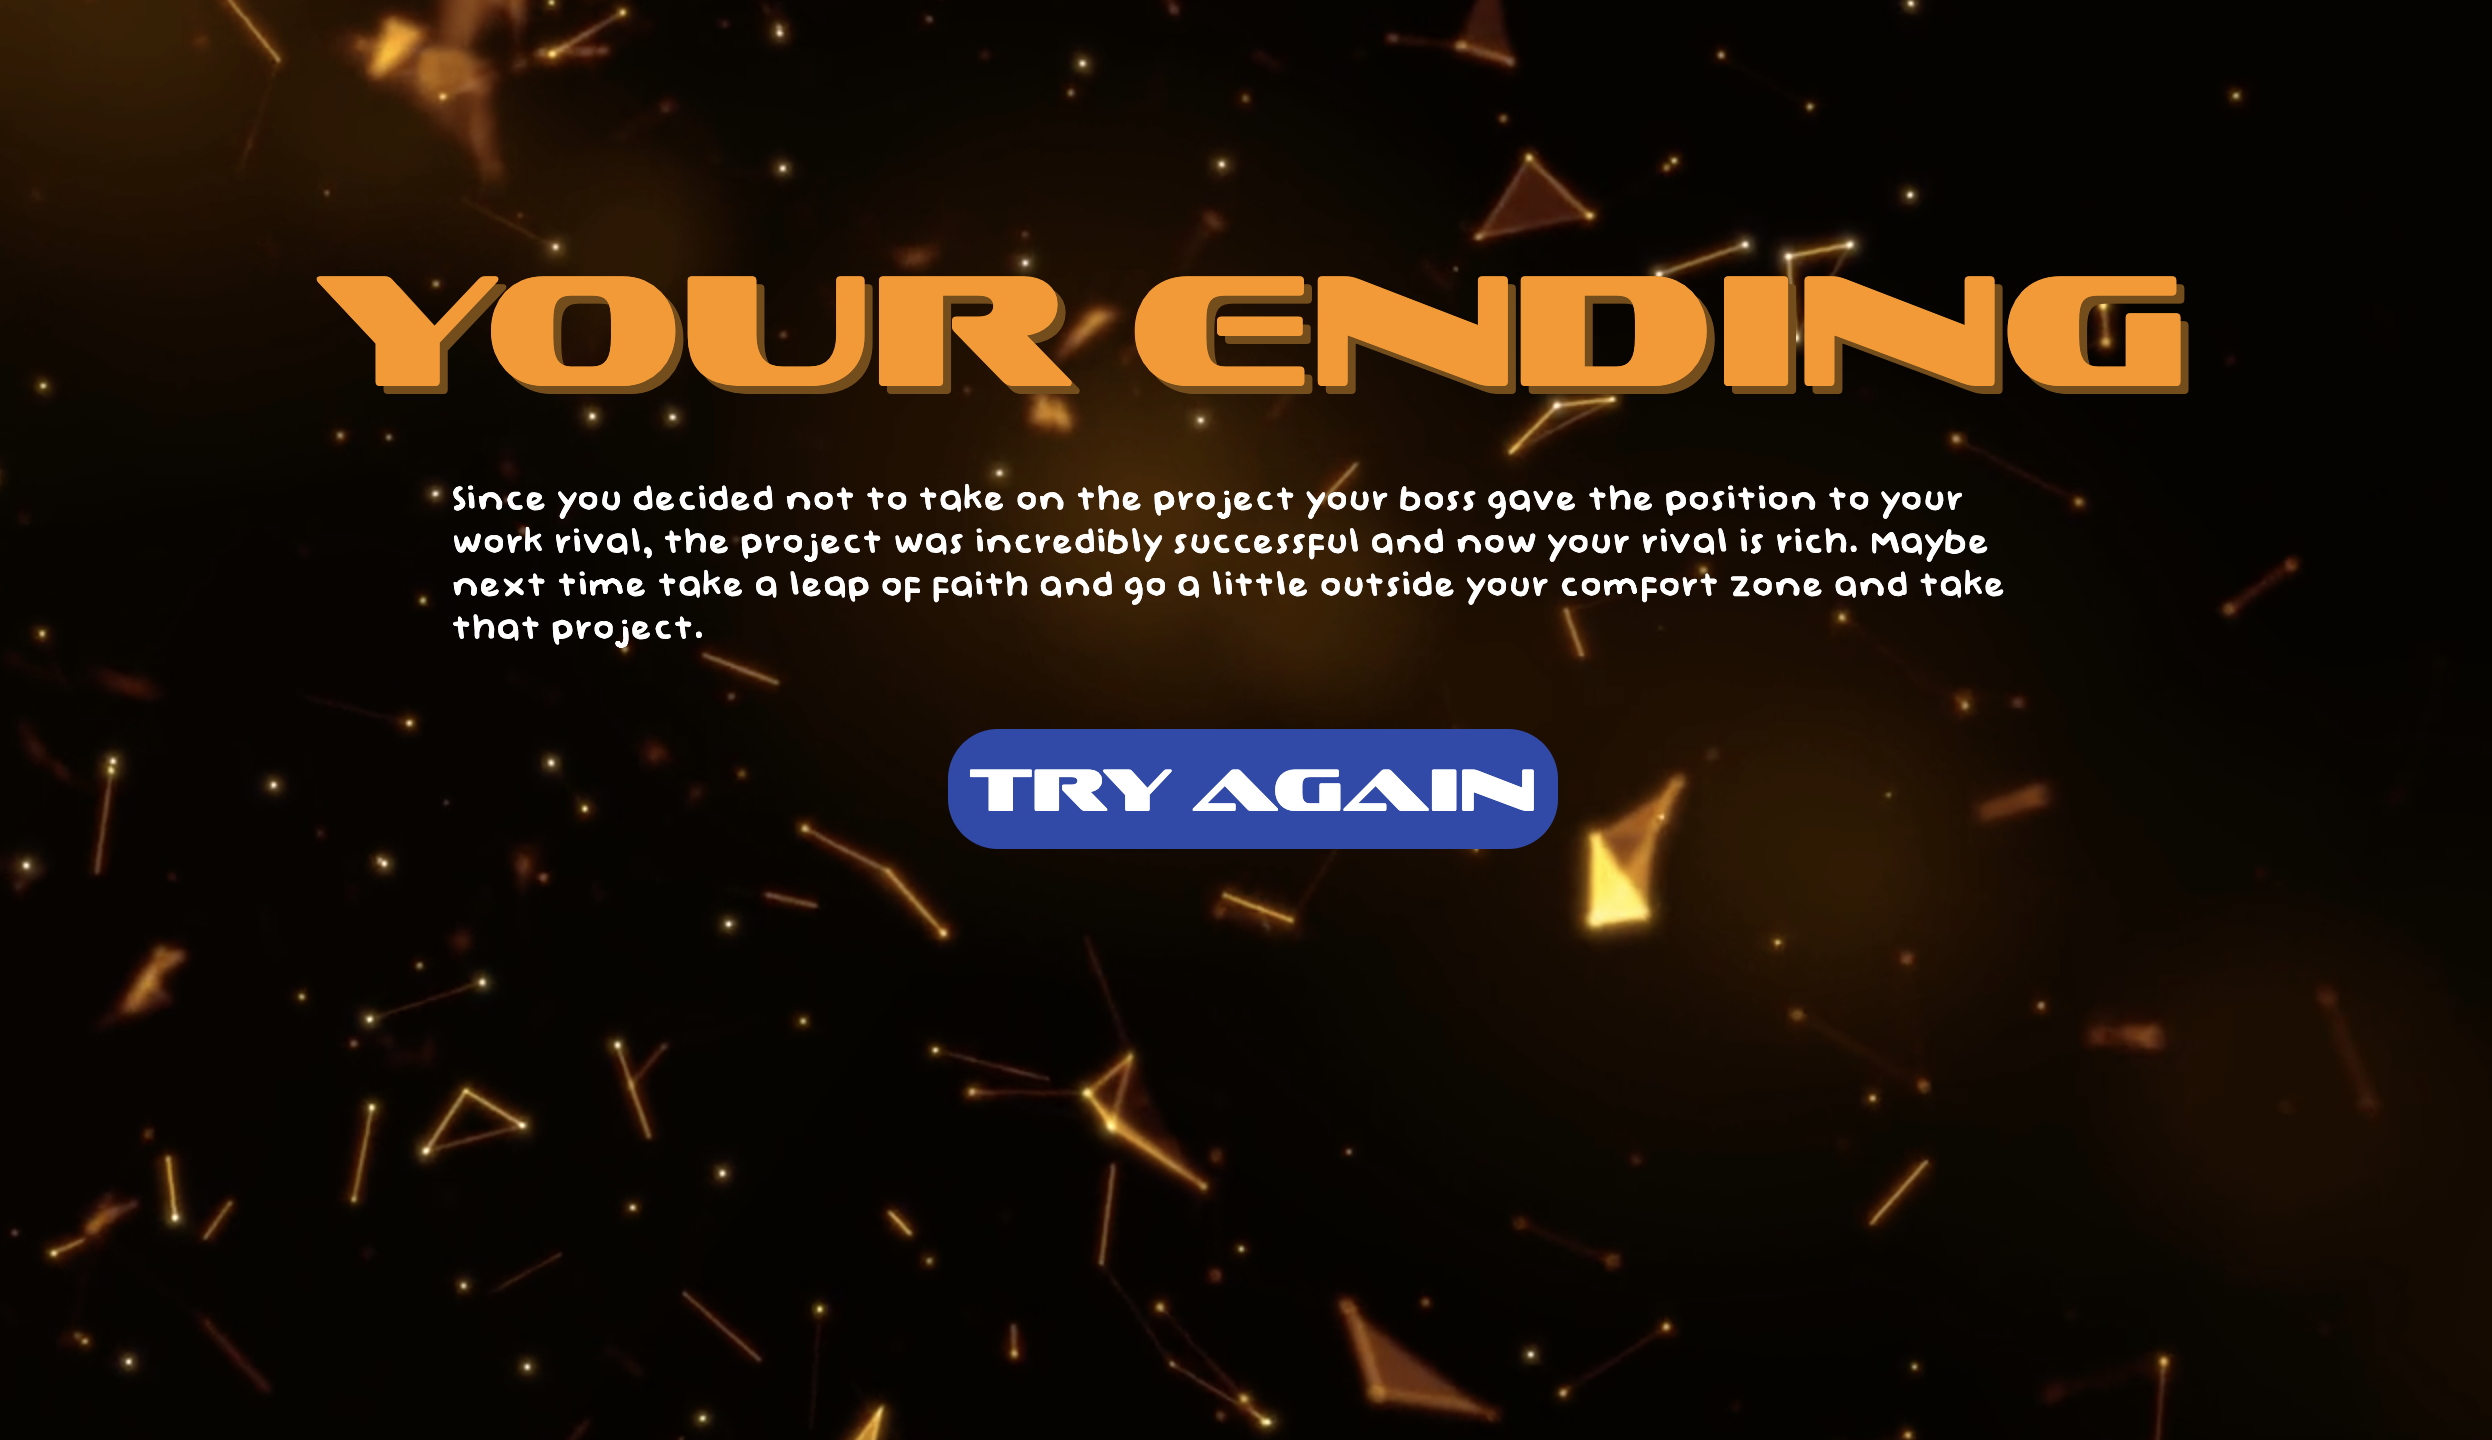 YOUR ENDING
Since you decided not to take on the project your boss gave the position to your
work rival, the project was incredibly successful and now your rival is rich. Maybe
next time take a leap of faith and go a little outside your comfort zone and take
that project.
TRY AGAIN